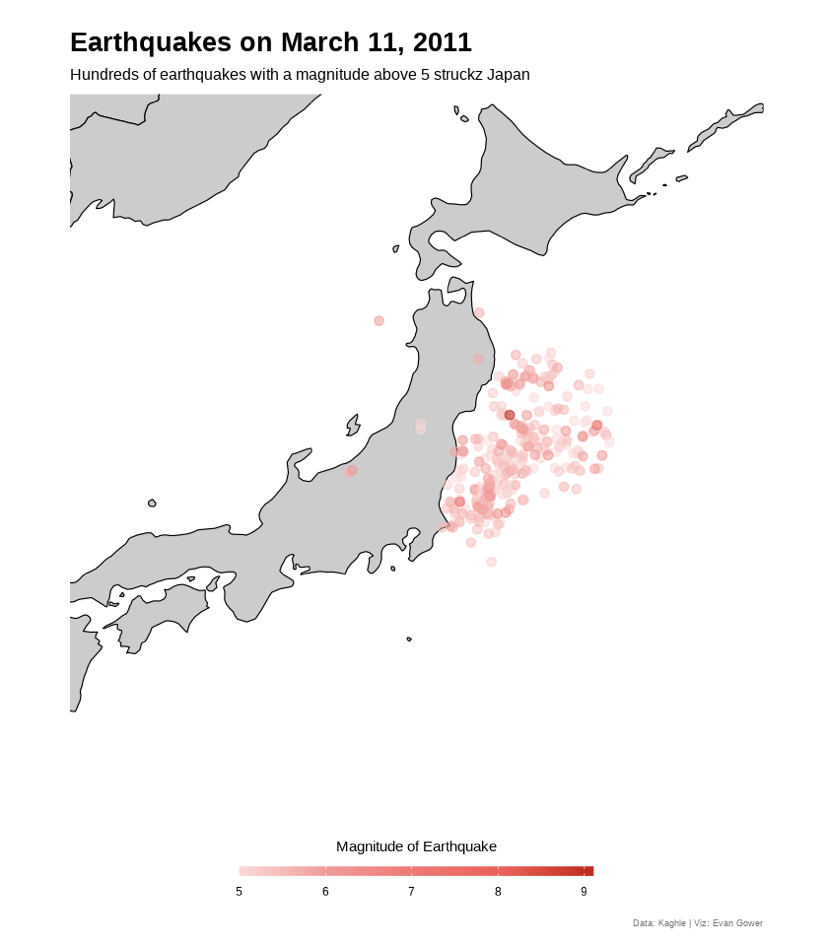 Earthquakes on March 11, 2011
Hundreds of earthquakes with a magnitude above 5 struckz Japan
Magnitude of Earthquake
5 6 7 8 9
Data: Kaghle | Viz: Evan Gower